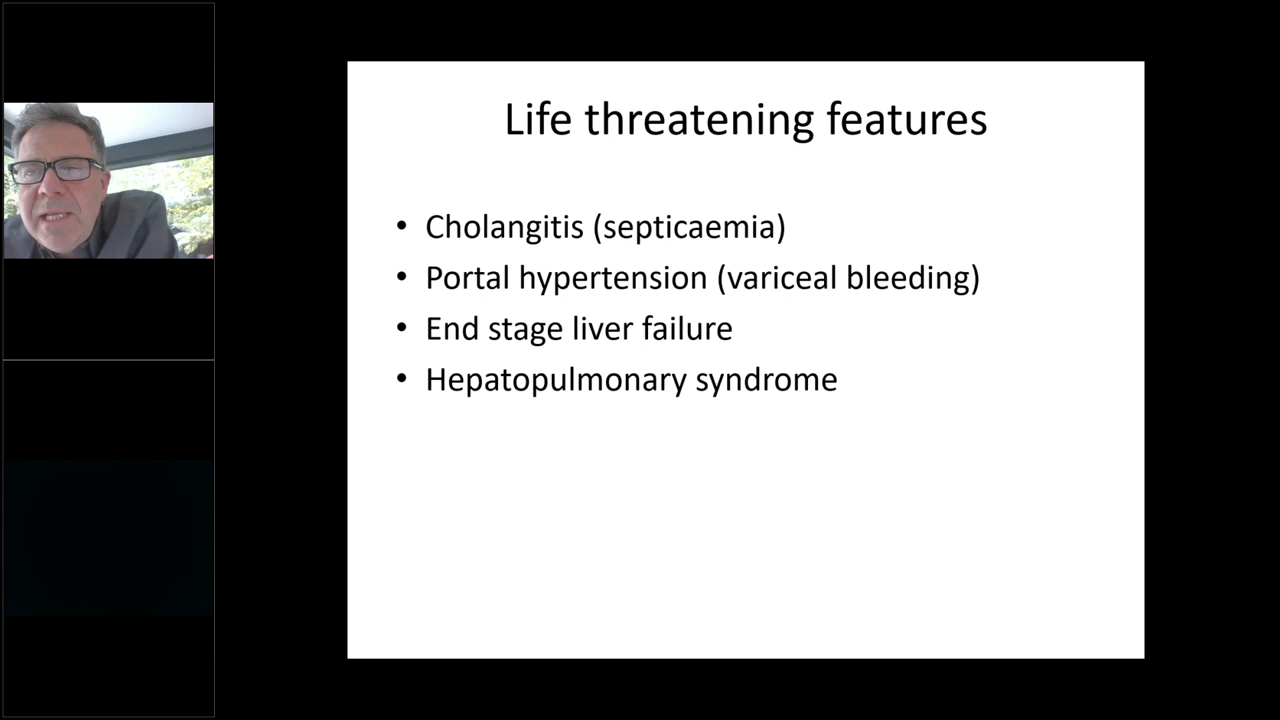 Life threatening features
• Cholangitis (septicaemia)
• Portal hypertension (variceal bleeding)
• End stage liver failure
• Hepatopulmonary syndrome